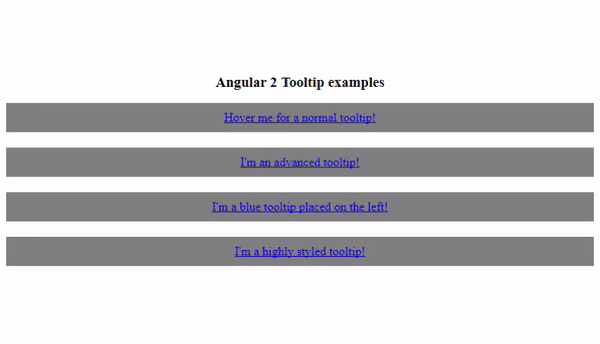 Angular 2 Tooltip examples
Hover me for a normal tooltip!
I'm an advanced tooltip!
I'm a blue tooltip placed on the left!
I'm a highly styled tooltip!